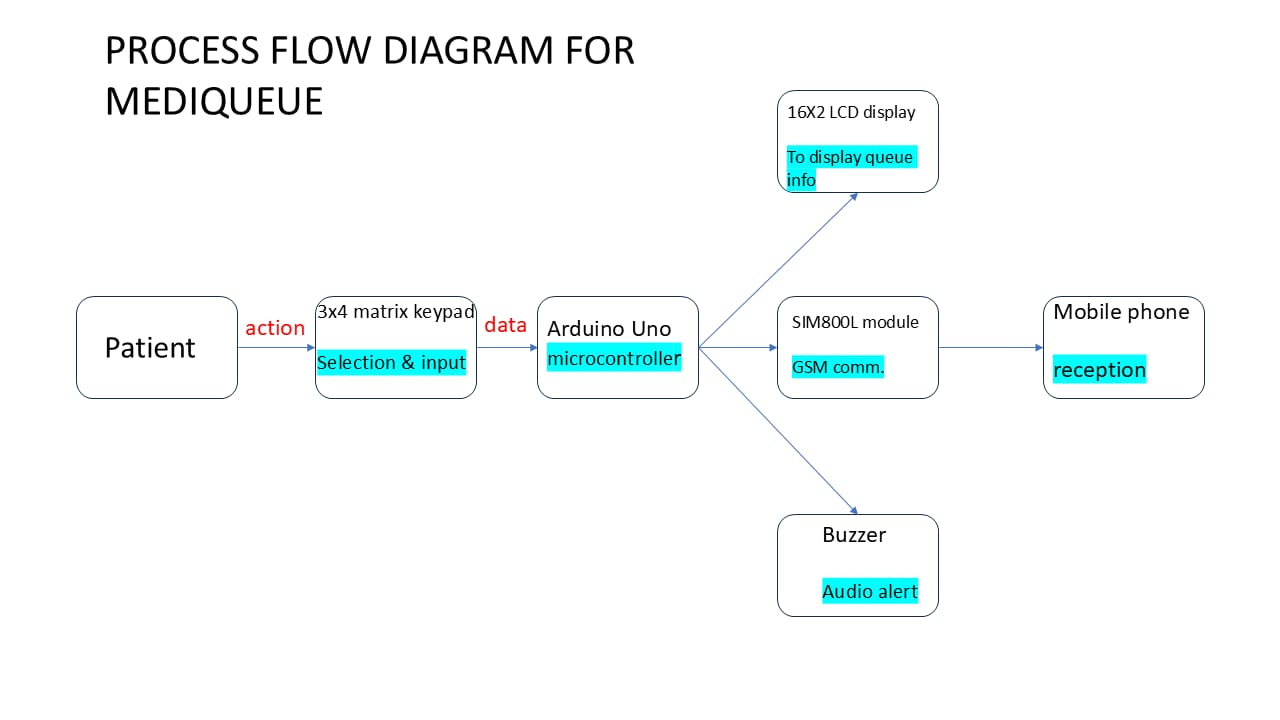 PROCESS FLOW DIAGRAM FOR
MEDIQUEUE
16X2 LCD display
To display queue
info
Patient
action
3x4 matrix keypad
Selection & input
data
Arduino Uno
microcontroller
SIM800L module
GSM comm.
Mobile phone
reception
Buzzer
Audio alert